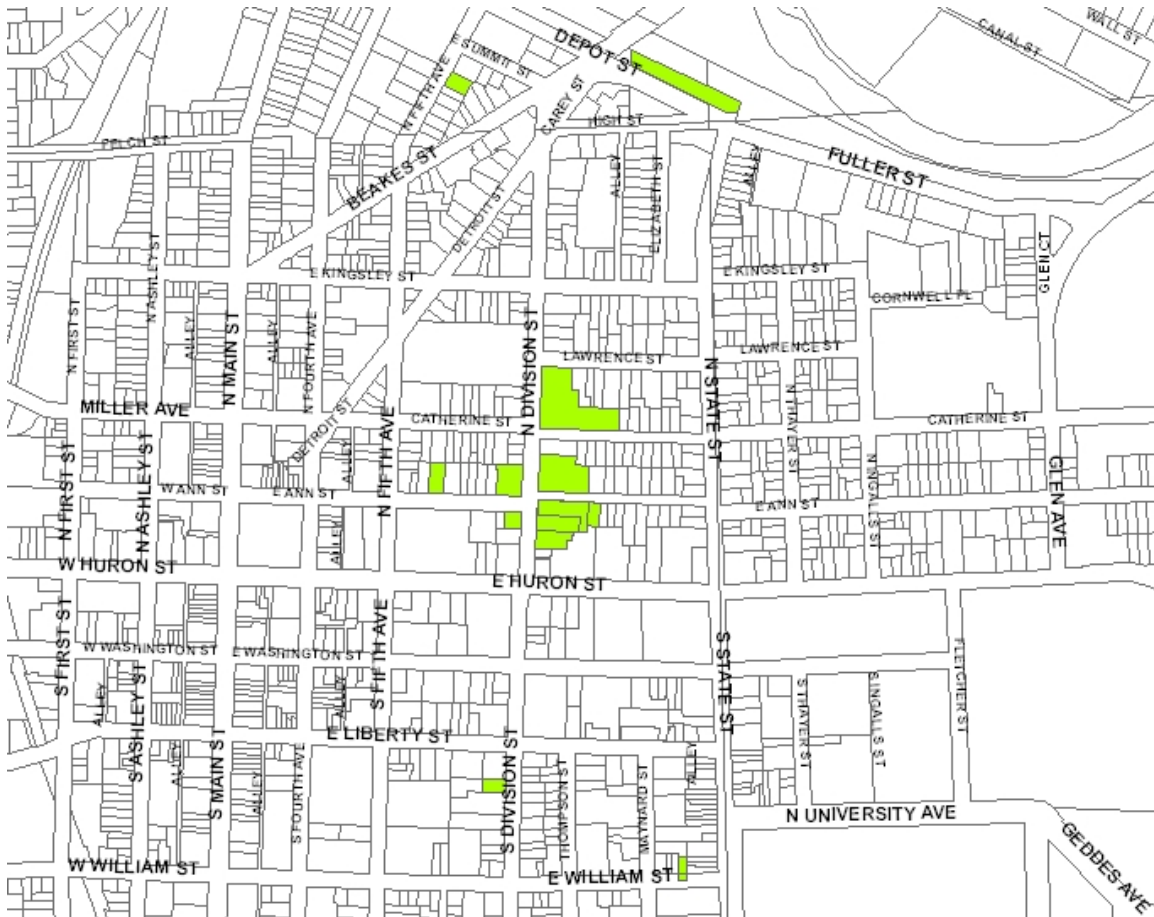 WALL ST
CANAL ST
DEPOT ST
E SUMMIT ST
N FIFTH AVE
CAREY ST
HIGH ST
FELCH ST
BEAKES ST
ALLEY
ALLEY
FULLER ST
ELIZABETH ST
DETROIT ST
N ASHLEY ST
E KINGSLEY ST
E KINGSLEY ST
GLEN CT
CORNWELL PL
N FIRST ST
ALLEY
ALLEY
N MAIN ST
N FOURTH AVE
N DIVISION ST
LAWRENCE ST
LAWRENCE ST
N STATE ST
MILLER AVE
CATHERINE ST
CATHERINE ST
N THAYER ST
DETROIT ST
N FIFTH AVE
ALLEY
N FIRST ST
N ASHLEY ST
W ANN ST
E ANN ST
E ANN ST
N INGALLS ST
GLEN AVE
ALLEY
W HURON ST
E HURON ST
S FIRST ST
W WASHINGTON ST
E WASHINGTON ST
S FIFTH AVE
S STATE ST
FLETCHER ST
ALLEY
S ASHLEY ST
ALLEY
S THAYER ST
S INGALLS ST
E LIBERTY ST
S MAIN ST
ALLEY
ALLEY
S FOURTH AVE
S DIVISION ST
THOMPSON ST
MAYNARD ST
ALLEY
N UNIVERSITY AVE
GEDDES AVE
W WILLIAM ST
E WILLIAM ST